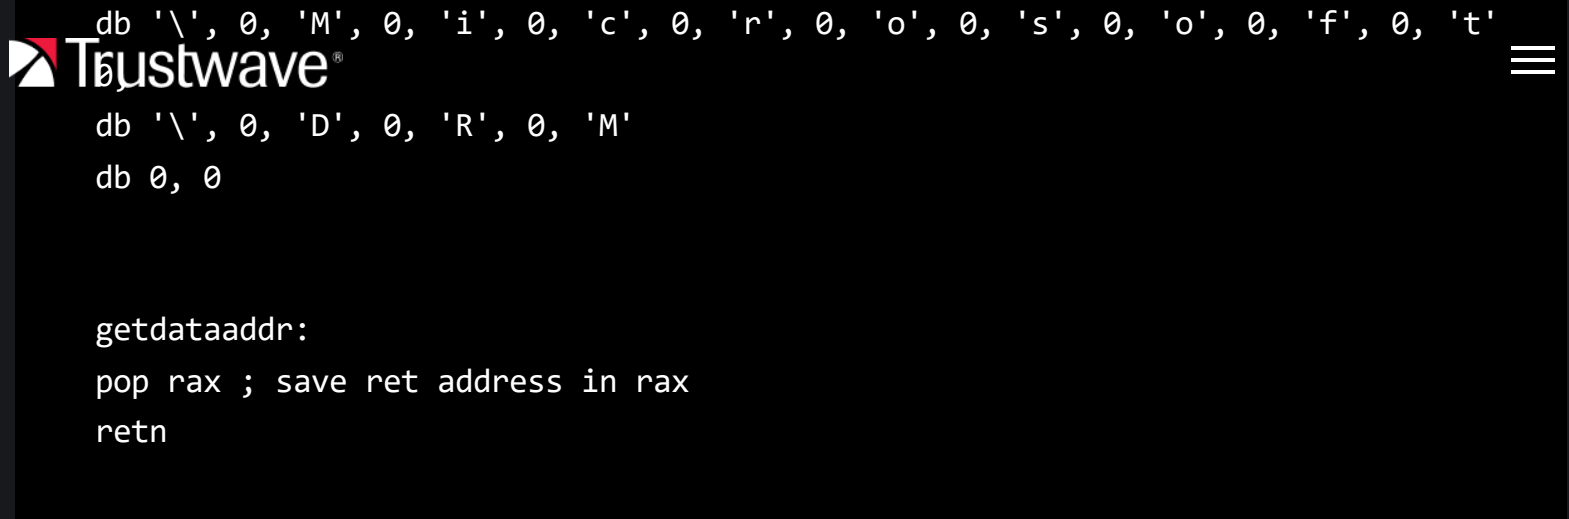 db '\', 0, 'M', 0, 'i', 0, 'c', 0, 'r', 0, 'o', 0, 's', 0, 'o', 0, 'f', 0, 't'
Trustwave®
0,
db '\', 0, 'D', 0, 'R', 0, 'M'
db 0, 0
getdataaddr:
pop rax ; save ret address in rax
retn